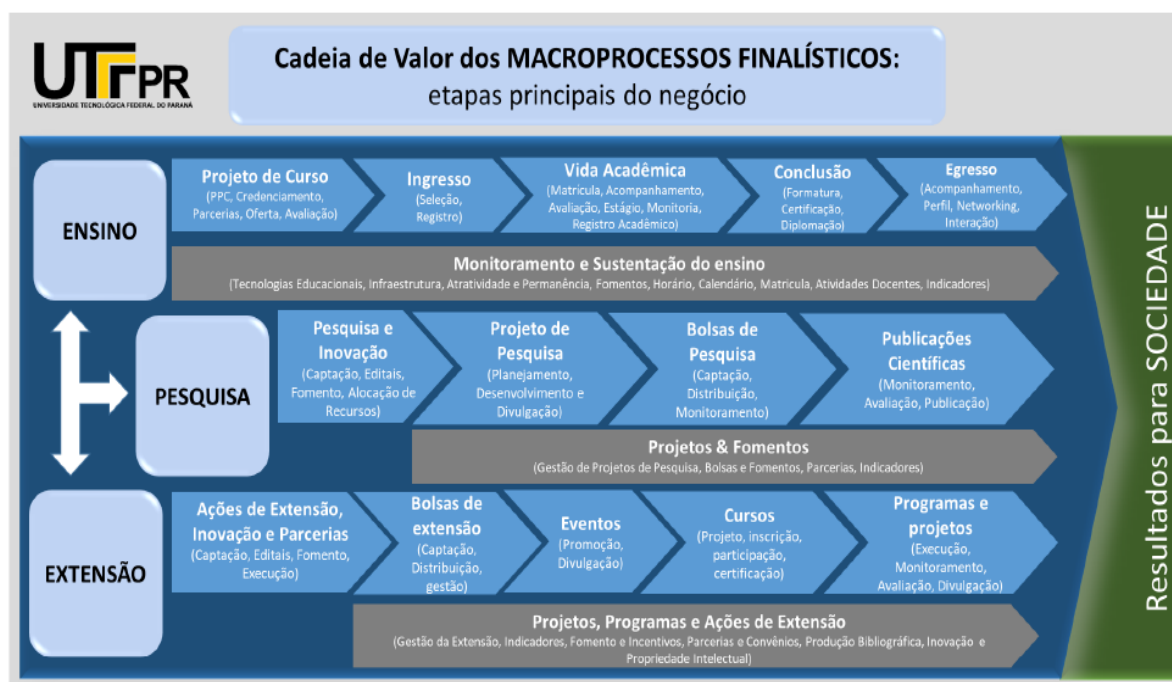 UTFPR
UNIVERSIDADE TECNOLÓGICA FEDERAL DO PARANÁ
Cadeia de Valor dos MACROPROCESSOS FINALÍSTICOS:
etapas principais do negócio
ENSINO
Projeto de Curso
(PPC, Credenciamento,
Parcerias, Oferta, Avaliação)
Ingresso
(Seleção,
Registro)
Vida Acadêmica
(Matrícula, Acompanhamento,
Avaliação, Estágio, Monitoria,
Registro Acadêmico)
Conclusão
(Formatura,
Certificação,
Diplomação)
Egresso
(Acompanhamento,
Perfil, Networking,
Interação)
Monitoramento e Sustentação do ensino
(Tecnologias Educacionais, Infraestrutura, Atratividade e Permanência, Fomentos, Horário, Calendário, Matricula, Atividades Docentes, Indicadores)
PESQUISA
Pesquisa e
Inovação
(Captação, Editais,
Fomento, Alocação de
Recursos)
Projeto de
Pesquisa
(Planejamento,
Desenvolvimento e
Divulgação)
Bolsas de
Pesquisa
(Captação,
Distribuição,
Monitoramento)
Publicações
Científicas
(Monitoramento,
Avaliação, Publicação)
Projetos & Fomentos
(Gestão de Projetos de Pesquisa, Bolsas e Fomentos, Parcerias, Indicadores)
EXTENSÃO
Ações de Extensão,
Inovação e Parcerias
(Captação, Editais, Fomento,
Execução)
Bolsas de
extensão
(Captação,
Distribuição,
gestão)
Eventos
(Promoção,
Divulgação)
Cursos
(Projeto, inscrição,
participação,
certificação)
Programas e
projetos
(Execução,
Monitoramento,
Avaliação, Divulgação)
Projetos, Programas e Ações de Extensão
(Gestão da Extensão, Indicadores, Fomento e Incentivos, Parcerias e Convênios, Produção Bibliográfica, Inovação e
Propriedade Intelectual)
Resultados para SOCIEDADE